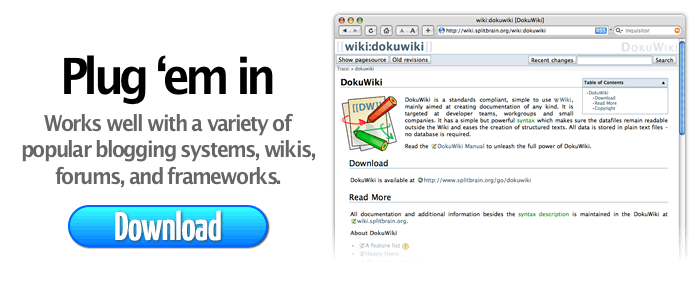 Plug ‘em in
Works well with a variety of
popular blogging systems, wikis,
forums, and frameworks.
Download
wiki:dokuwiki [DokuWiki]
http://wiki.splitbrain.org/wiki:dokuwiki
RSS
Inquisitor
[[wiki:dokuwiki]]
DokuWiki
Show pagesource
Old revisions
Recent changes
Search
Trace: » dokuwiki
DokuWiki
Table of Contents
DokuWiki
Download
Read More
Copyright
[[DW]]
DokuWiki is a standards compliant, simple to use Wiki,
mainly aimed at creating documentation of any kind. It is
targeted at developer teams, workgroups and small
companies. It has a simple but powerful syntax which makes sure the datafiles remain readable
outside the Wiki and eases the creation of structured texts. All data is stored in plain text files –
no database is required.
Read the DokuWiki Manual to unleash the full power of DokuWiki.
Download
DokuWiki is available at http://www.splitbrain.org/go/dokuwiki
Read More
All documentation and additional information besides the syntax description is maintained in the DokuWiki at
wiki.splitbrain.org.
About DokuWiki
A feature list
Happy Users